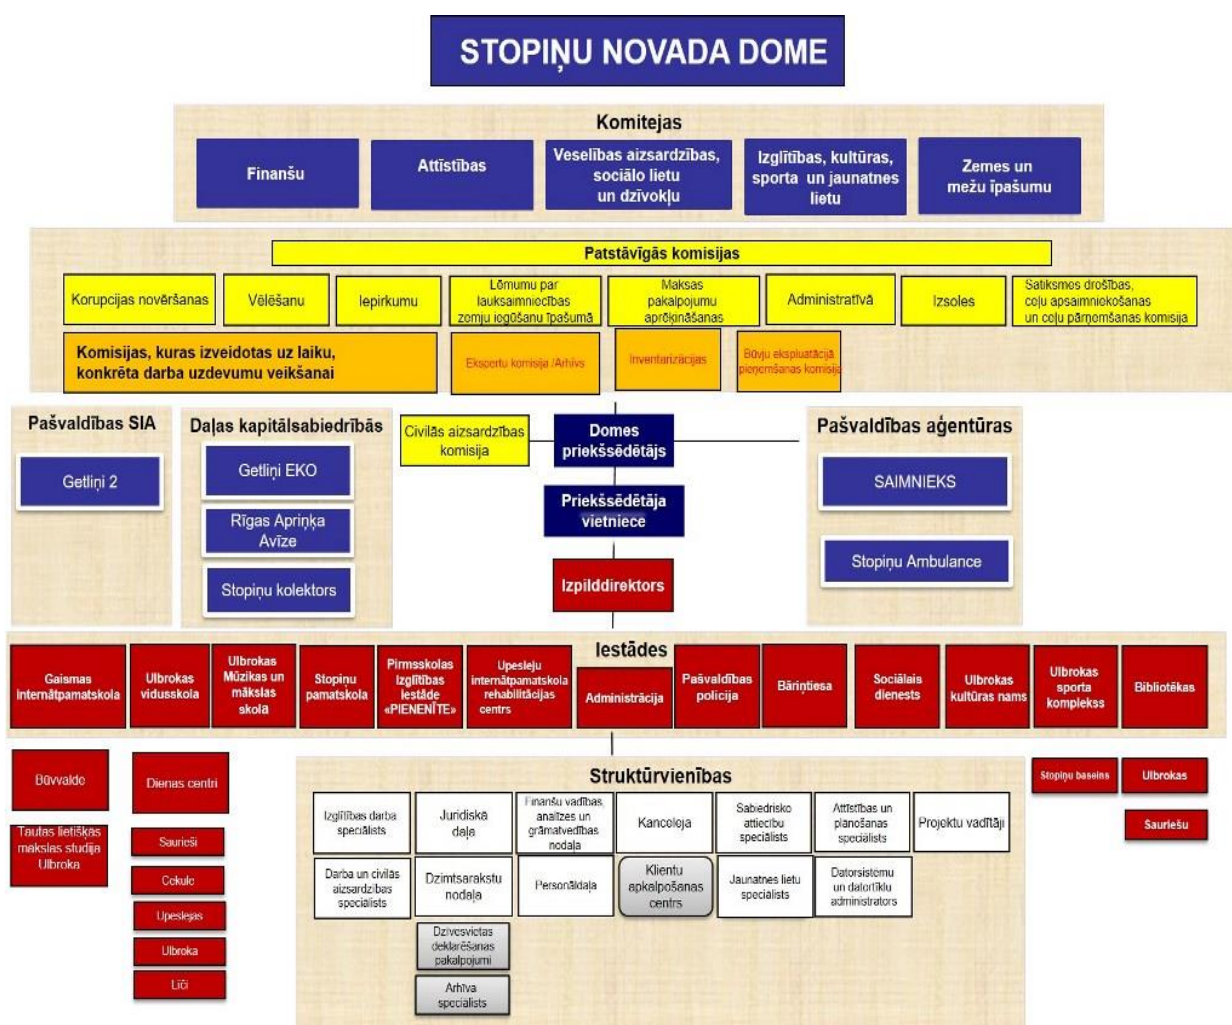 STOPIŅU NOVADA DOME
Komitejas
Finanšu
Attīstības
Veselības aizsardzības,
sociālo lietu
un dzīvokļu
Izglītības, kultūras,
sporta un jaunatnes
lietu
Zemes un
mežu īpašumu
Patstāvīgās komisijas
Korupcijas novēršanas
Vēlēšanu
Iepirkumu
Lēmumu par
lauksaimniecības
zemju iegūšanu īpašumā
Maksas
pakalpojumu
aprēķināšanas
Administratīvā
Izsoles
Satiksmes drošības,
ceļu apsaimniekošanas
un ceļu pārņemšanas komisija
Komisijas, kuras izveidotas uz laiku,
konkrēta darba uzdevumu veikšanai
Ekspertu komisija /Arhīvs
Inventarizācijas
Būvju ekspluatācijā
pieņemšanas komisija
Pašvaldības SIA
Getliņi 2
Daļas kapitālsabiedrībās
Getliņi EKO
Rīgas Apriņķa
Avīze
Stopiņu kolektors
Civilās aizsardzības
komisija
Domes
priekšsēdētājs
Priekšsēdētāja
vietniece
Izpilddirektors
Pašvaldības aģentūras
SAIMNIEKS
Stopiņu Ambulance
Iestādes
Gaismas
internātpamatskola
Ulbrokas
vidusskola
Ulbrokas
Mūzikas un
mākslas
skola
Stopiņu
pamatskola
Pirmsskolas
Izglītības
Iestāde
«PIENENĪTE»
Upesleju
internātpamatskola
rehabilitācijas
centrs
Administrācija
Pašvaldības
policija
Bāriņtiesa
Sociālais
dienests
Ulbrokas
kultūras nams
Ulbrokas
sporta
komplekss
Bibliotēkas
Būvvalde
Tautas lietišķās
mākslas studija
Ulbroka
Dienas centri
Saurieši
Cekule
Upeslejas
Ulbroka
Līči
Stopiņu baseins
Ulbrokas
Sauriešu
Struktūrvienības
Izglītības darba
speciālists
Juridiskā
daļa
Finanšu vadības,
analīzes un
grāmatvedības
nodaļa
Kanceleja
Sabiedrisko
attiecību
speciālists
Attīstības un
plānošanas
speciālists
Projektu vadītāji
Darba un civilās
aizsardzības
speciālists
Dzimtsarakstu
nodaļa
Personāldaļa
Klientu
apkalpošanas
centrs
Jaunatnes lietu
speciālists
Datorsistēmu
un datortīklu
administrators
Dzīvesvietas
deklarēšanas
pakalpojumi
Arhīva
speciālists